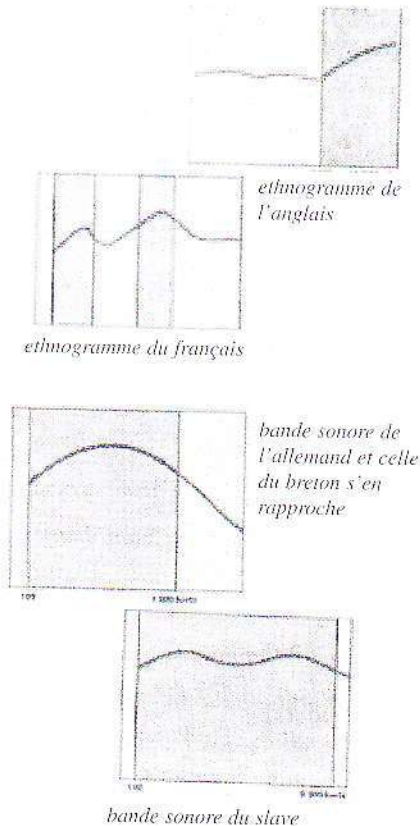 ethnogramme de
l'anglais
ethnogramme du français
bande sonore de
l'allemand et celle
du breton s'en
rapproche
bande sonore du slave